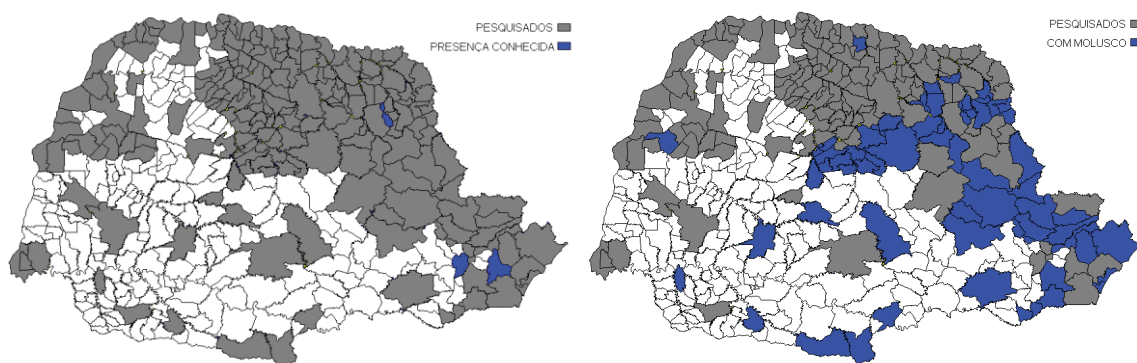 PESQUISADOS
PRESENÇA CONHECIDA
PESQUISADOS
COM MOLUSCO